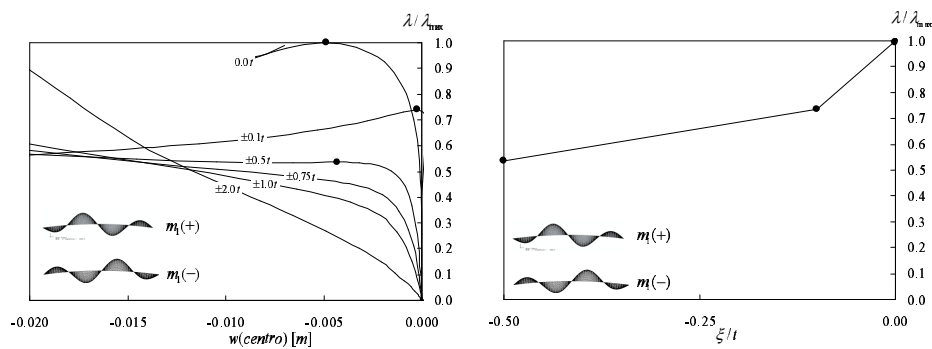 λ/λmax
1.0
0.9
0.8
0.7
0.6
0.5
0.4
0.3
0.2
0.1
0.0
0.0t
±0.1t
±0.5t
±0.75t
±1.0t
±2.0t
m₁(+)
m₁(−)
-0.020
-0.015
-0.010
-0.005
0.000
w(centro) [m]
λ/λmax
1.0
0.9
0.8
0.7
0.6
0.5
0.4
0.3
0.2
0.1
0.0
m₁(+)
m₁(−)
-0.50
-0.25
0.00
ξ/t